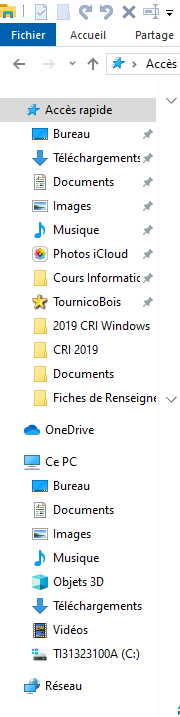 Fichier Accueil Partage
Accès
Accès rapide
Bureau
Téléchargements
Documents
Images
Musique
Photos iCloud
Cours Informatic
TournicoBois
2019 CRI Windows
CRI 2019
Documents
Fiches de Renseigne
OneDrive
Ce PC
Bureau
Documents
Images
Musique
Objets 3D
Téléchargements
Vidéos
TI31323100A (C:)
Réseau